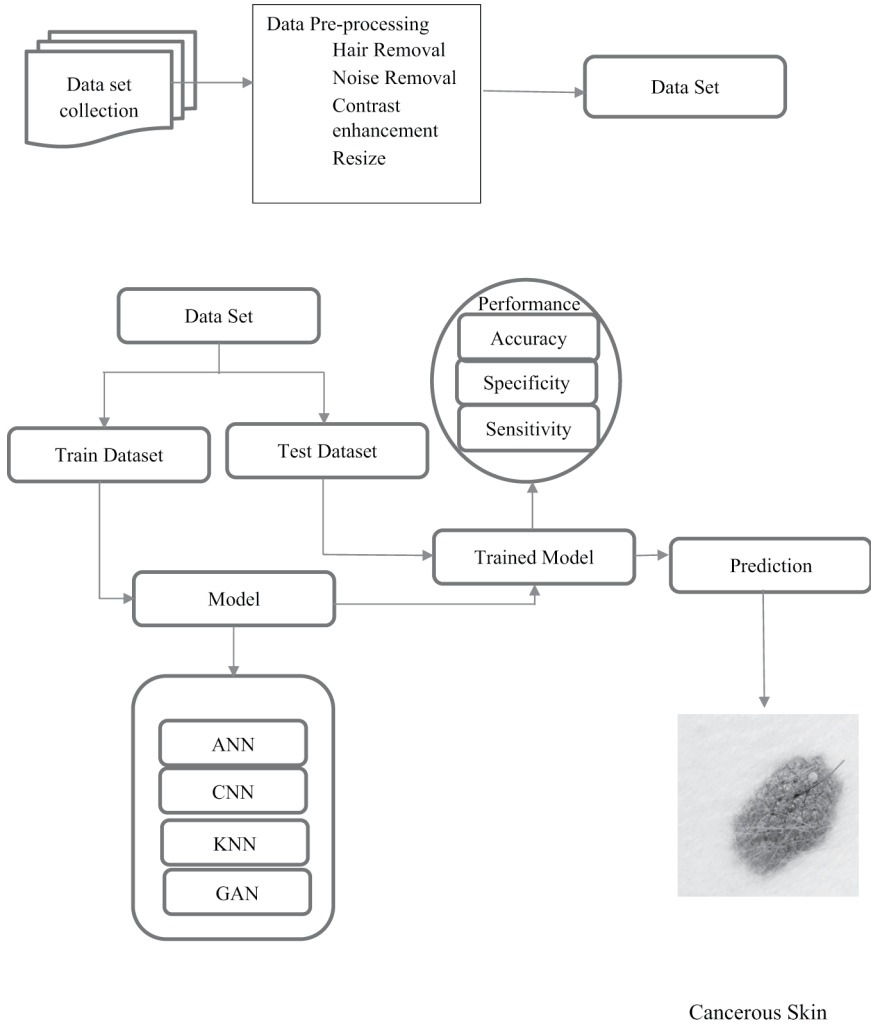 Data set
collection
Data Pre-processing
Hair Removal
Noise Removal
Contrast
enhancement
Resize
Data Set
Data Set
Train Dataset
Test Dataset
Performance
Accuracy
Specificity
Sensitivity
Trained Model
Prediction
Model
ANN
CNN
KNN
GAN
Cancerous Skin